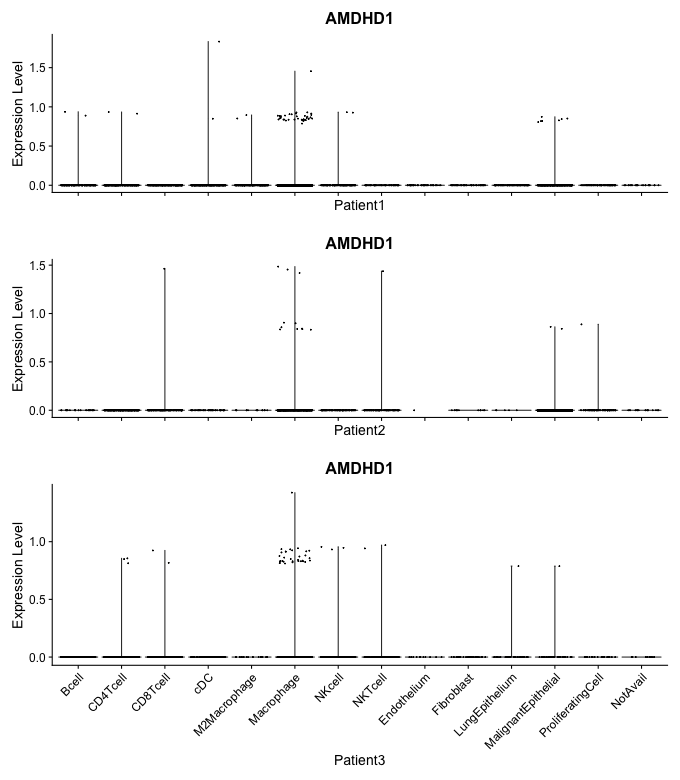 AMDHD1
Expression Level
1.5
1.0
0.5
0.0
Patient1
AMDHD1
Expression Level
1.5
1.0
0.5
0.0
Patient2
AMDHD1
Expression Level
1.0
0.5
0.0
Bcell
CD4Tcell
CD8Tcell
cDC
M2Macrophage
Macrophage
NKcell
NKTcell
Endothelium
Fibroblast
LungEpithelium
MalignantEpithelial
ProliferatingCell
NotAvail
Patient3